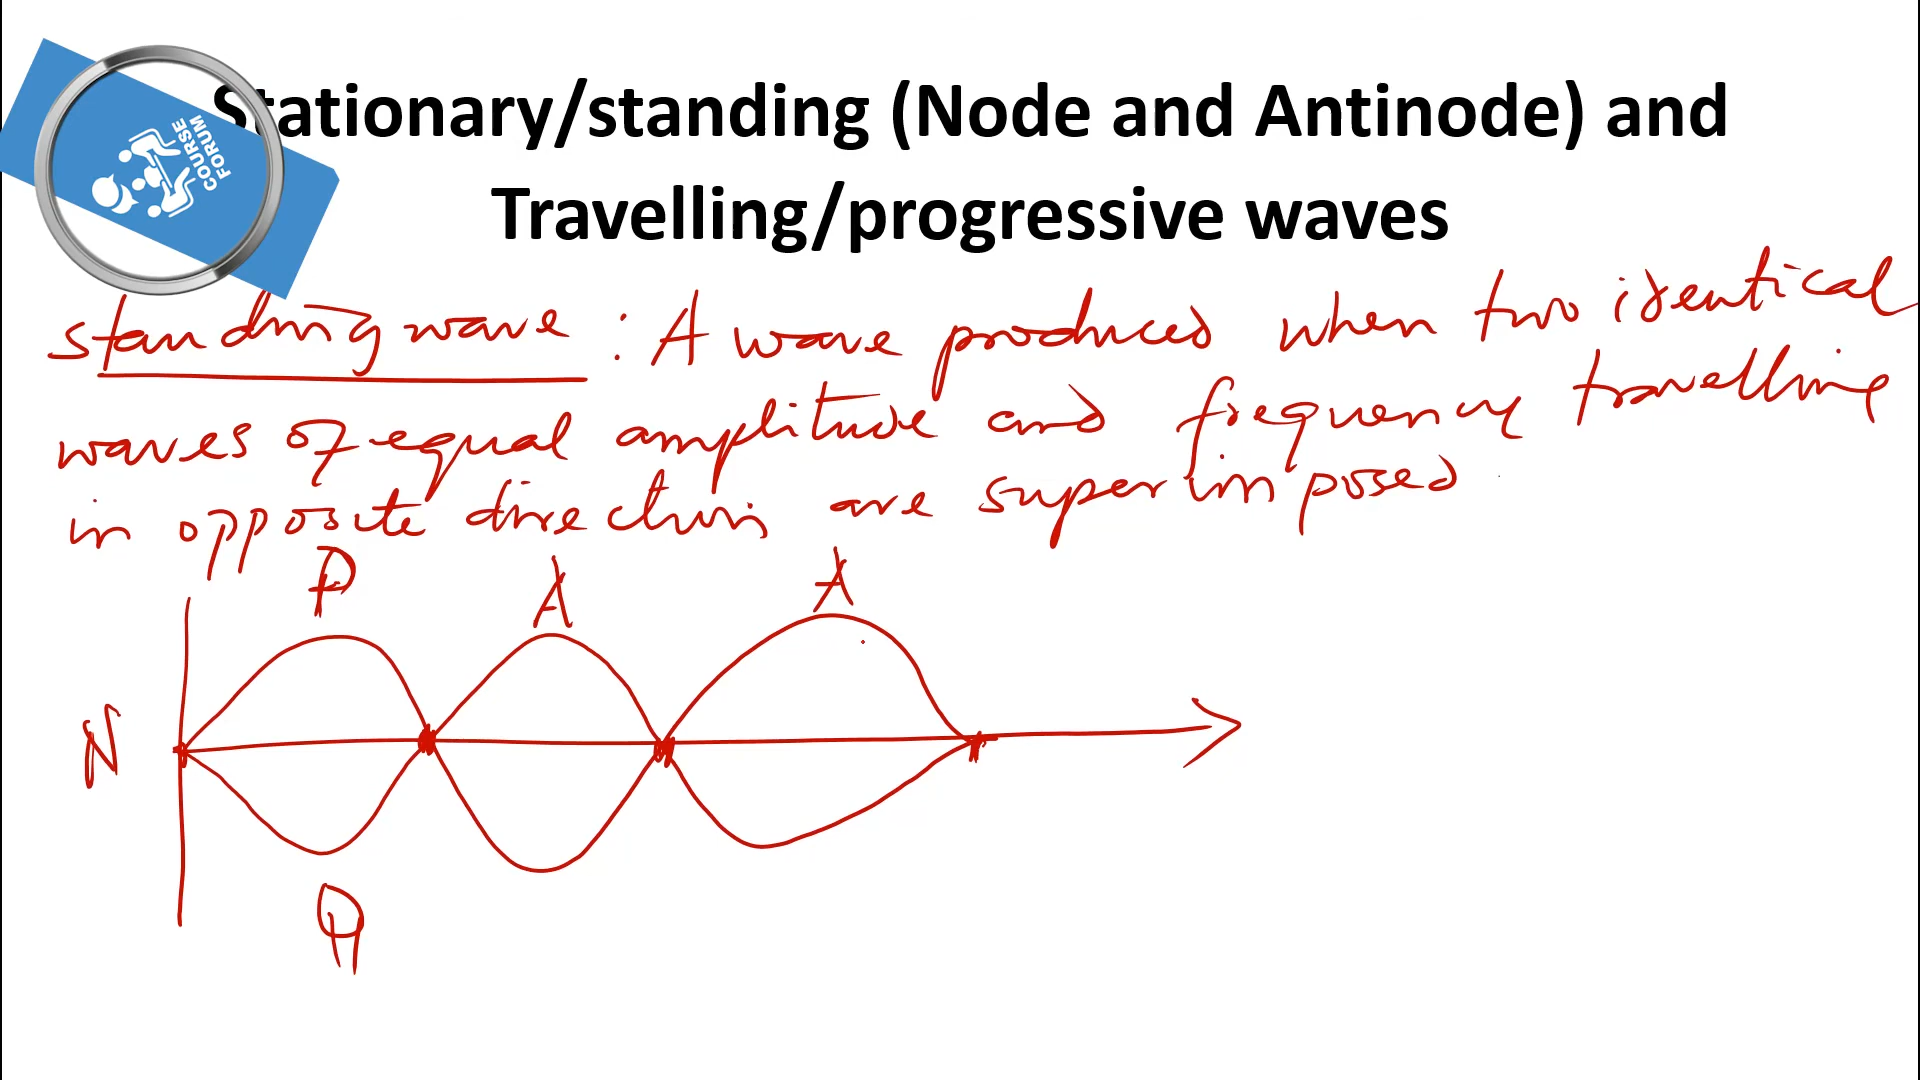 Stationary/standing (Node and Antinode) and
Travelling/progressive waves
COURSE
FORUM
standing wave : A wave produced when two identical
waves of equal amplitude and frequency travelling
in opposite direction are superimposed
A
A
A
N
A